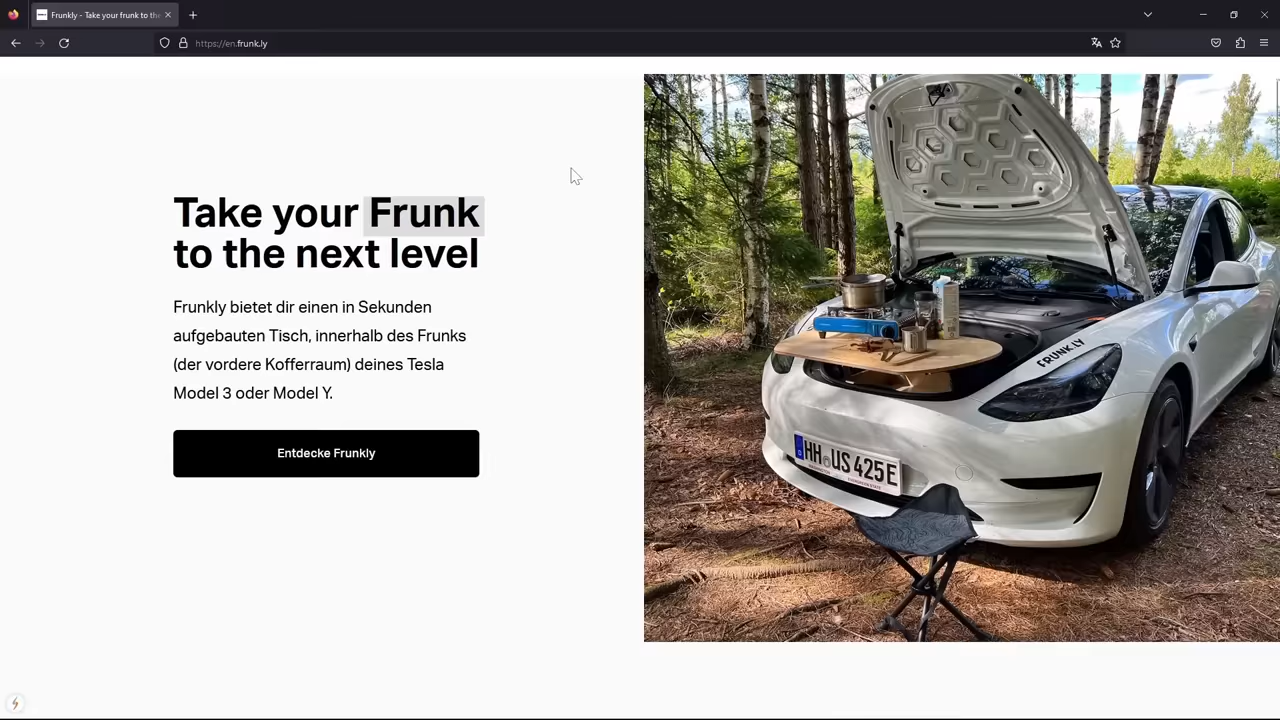 Frunkly - Take your frunk to the
https://en.frunk.ly
Take your Frunk
to the next level
Frunkly bietet dir einen in Sekunden
aufgebauten Tisch, innerhalb des Frunks
(der vordere Kofferraum) deines Tesla
Model 3 oder Model Y.
Entdecke Frunkly
FRUNK.LY
HH US 425E